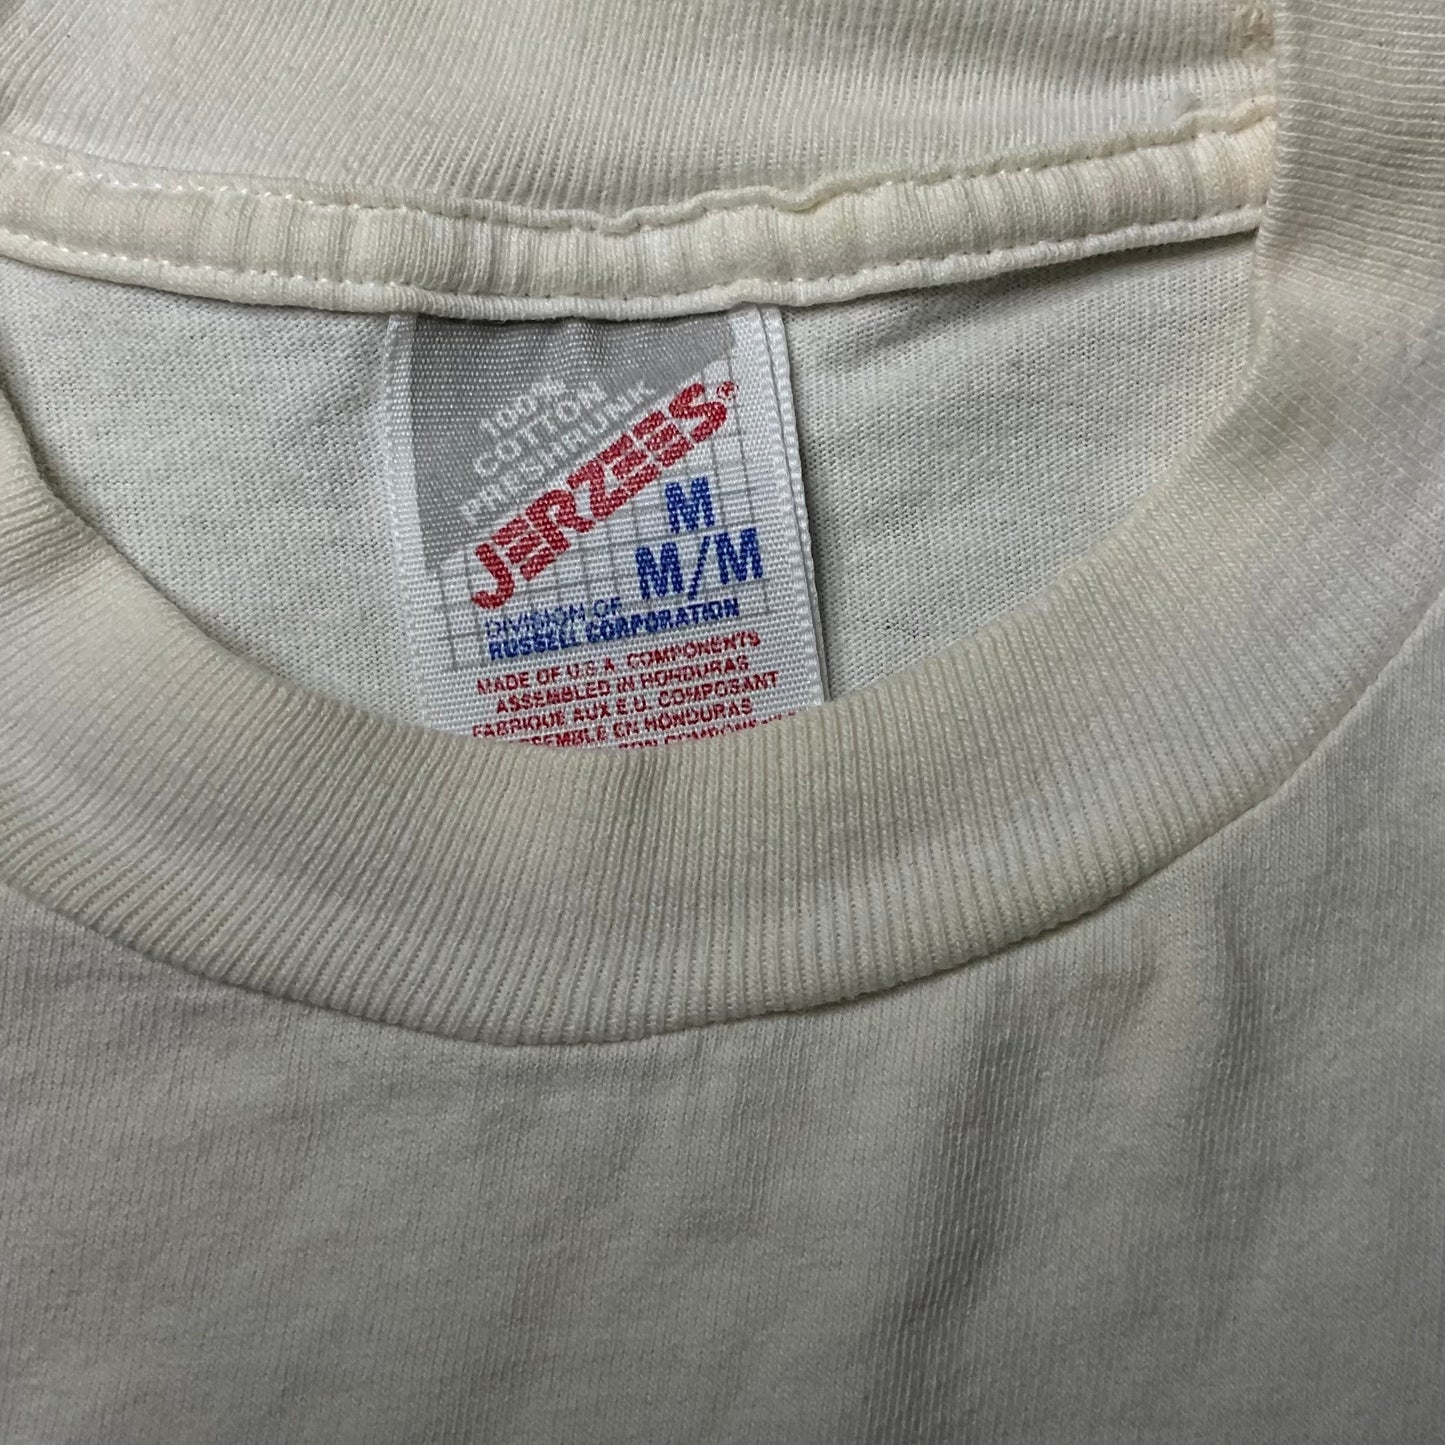 100%
COTTON
PRESHRUNK
JERZEES®
M
M/M
DIVISION OF
RUSSELL CORPORATION
MADE OF U.S.A. COMPONENTS
ASSEMBLED IN HONDURAS
FABRIQUE AUX E.U. COMPOSANT
EN HONDURAS